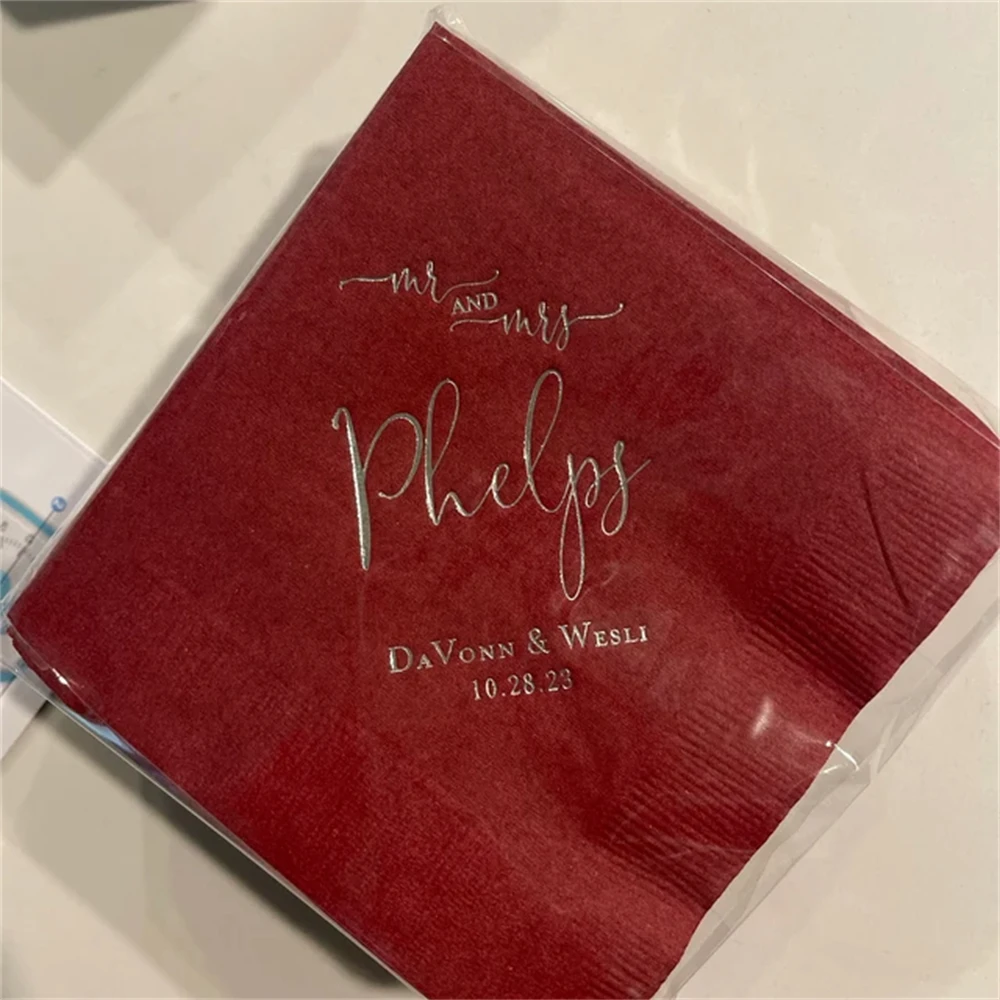 mr AND mrs
Phelps
DAVONN & WESLI
10.28.23